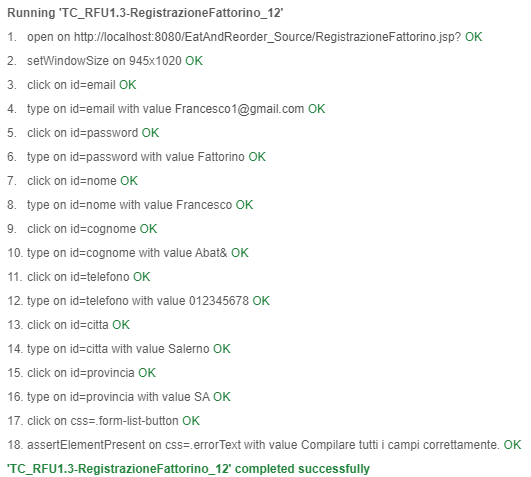 Running 'TC_RFU1.3-RegistrazioneFattorino_12'
1. open on http://localhost:8080/EatAndReorder_Source/RegistrazioneFattorino.jsp? OK
2. setWindowSize on 945x1020 OK
3. click on id=email OK
4. type on id=email with value Francesco1@gmail.com OK
5. click on id=password OK
6. type on id=password with value Fattorino OK
7. click on id=nome OK
8. type on id=nome with value Francesco OK
9. click on id=cognome OK
10. type on id=cognome with value Abat& OK
11. click on id=telefono OK
12. type on id=telefono with value 012345678 OK
13. click on id=citta OK
14. type on id=citta with value Salerno OK
15. click on id=provincia OK
16. type on id=provincia with value SA OK
17. click on css=.form-list-button OK
18. assertElementPresent on css=.errorText with value Compilare tutti i campi correttamente. OK
'TC_RFU1.3-RegistrazioneFattorino_12' completed successfully